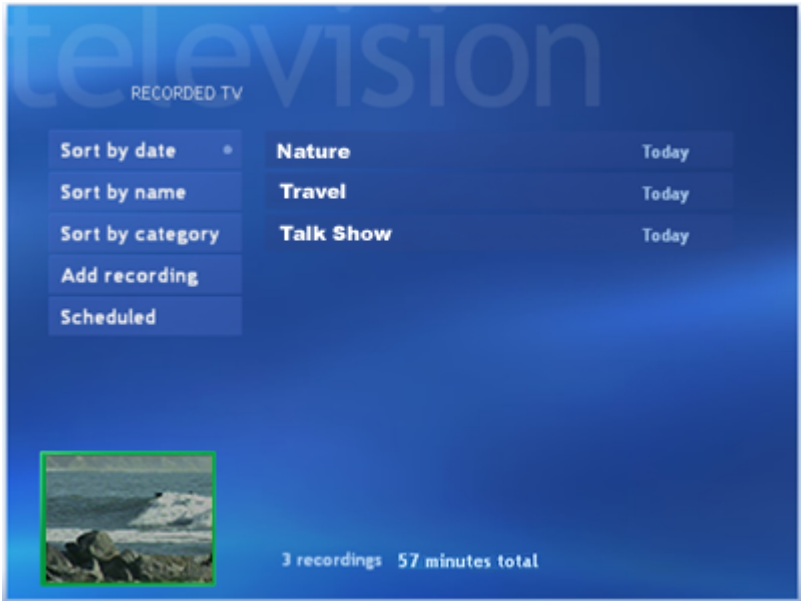 television
RECORDED TV
Sort by date
Nature Today
Sort by name
Travel Today
Sort by category
Talk Show Today
Add recording
Scheduled
3 recordings 57 minutes total